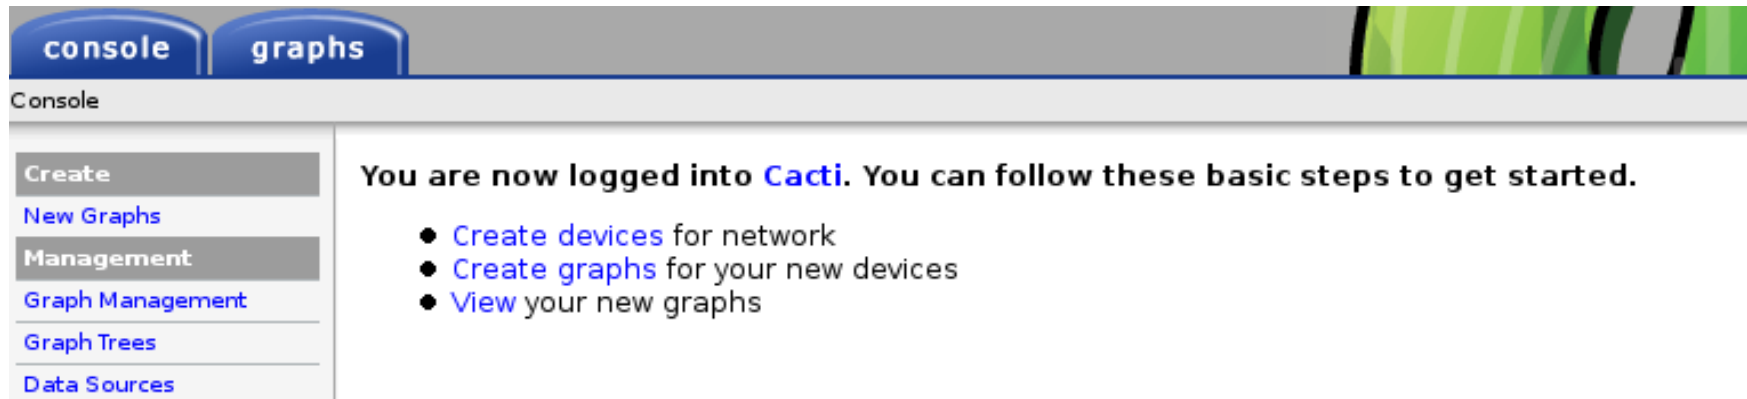 console graphs
Console
Create
New Graphs
Management
Graph Management
Graph Trees
Data Sources
You are now logged into Cacti. You can follow these basic steps to get started.
Create devices for network
Create graphs for your new devices
View your new graphs